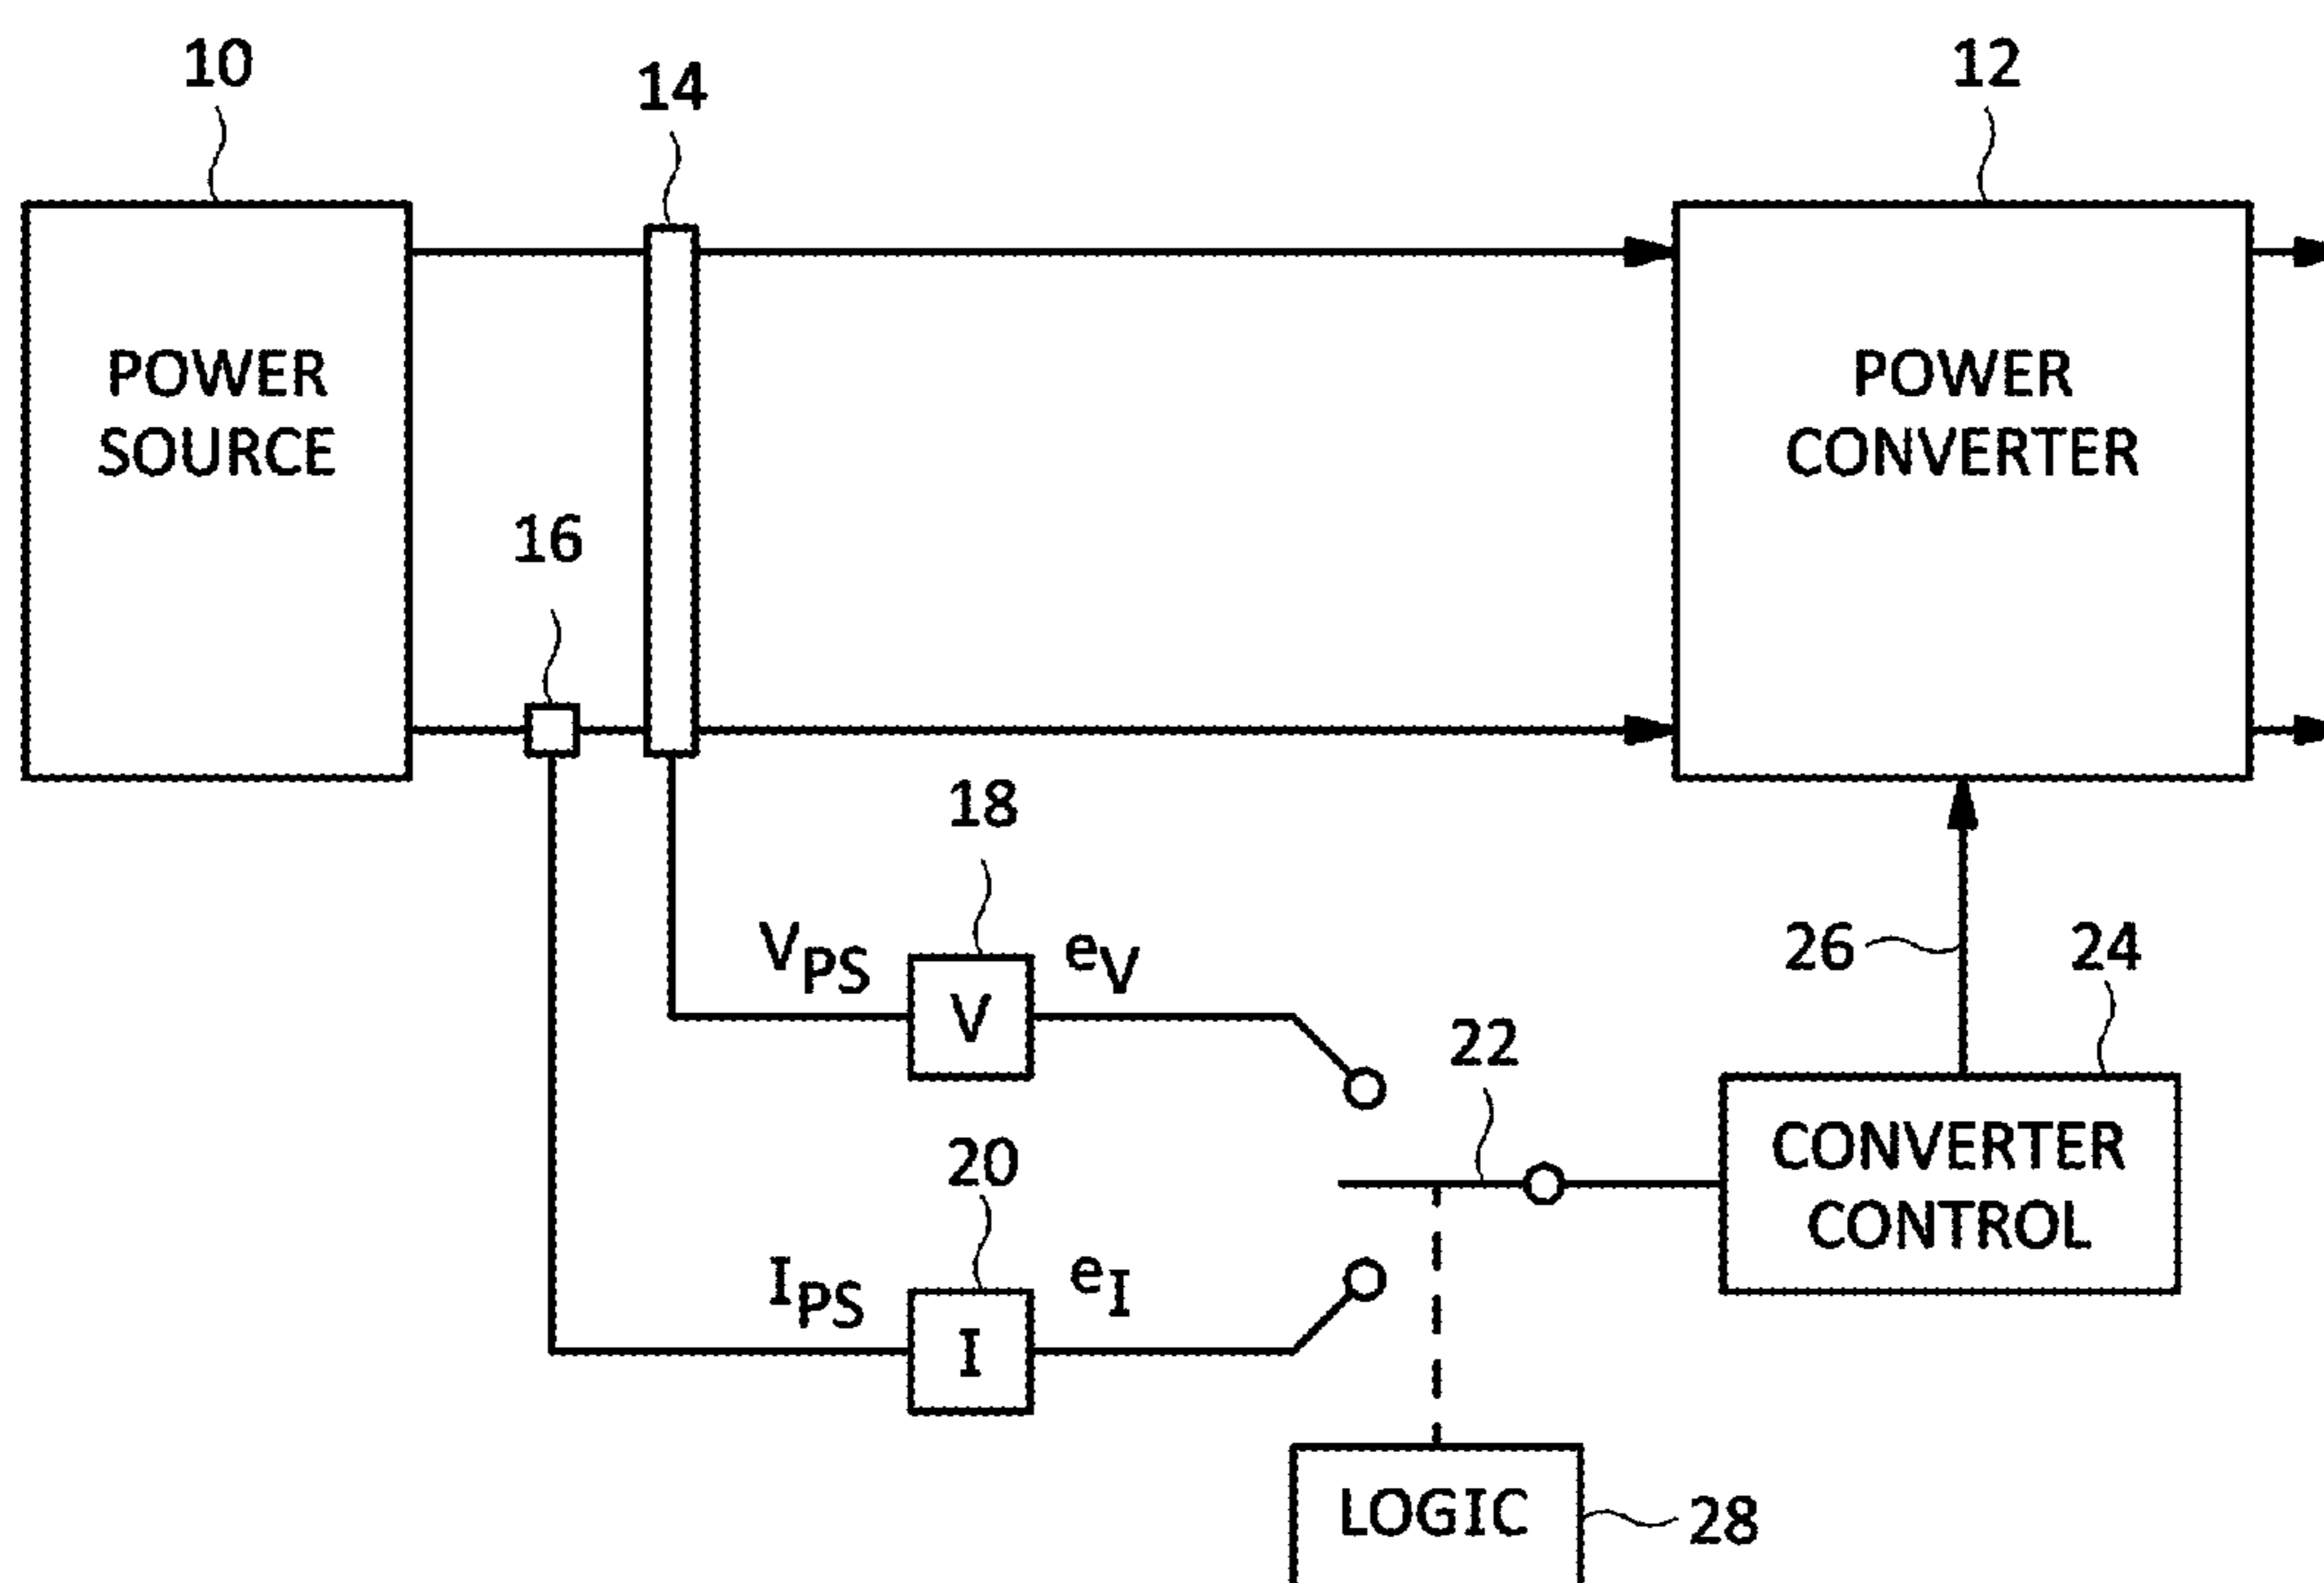 10
14
12
POWER
SOURCE
POWER
CONVERTER
16
18
VPS
eV
26
24
V
22
CONVERTER
CONTROL
20
IPS
eI
I
LOGIC
28